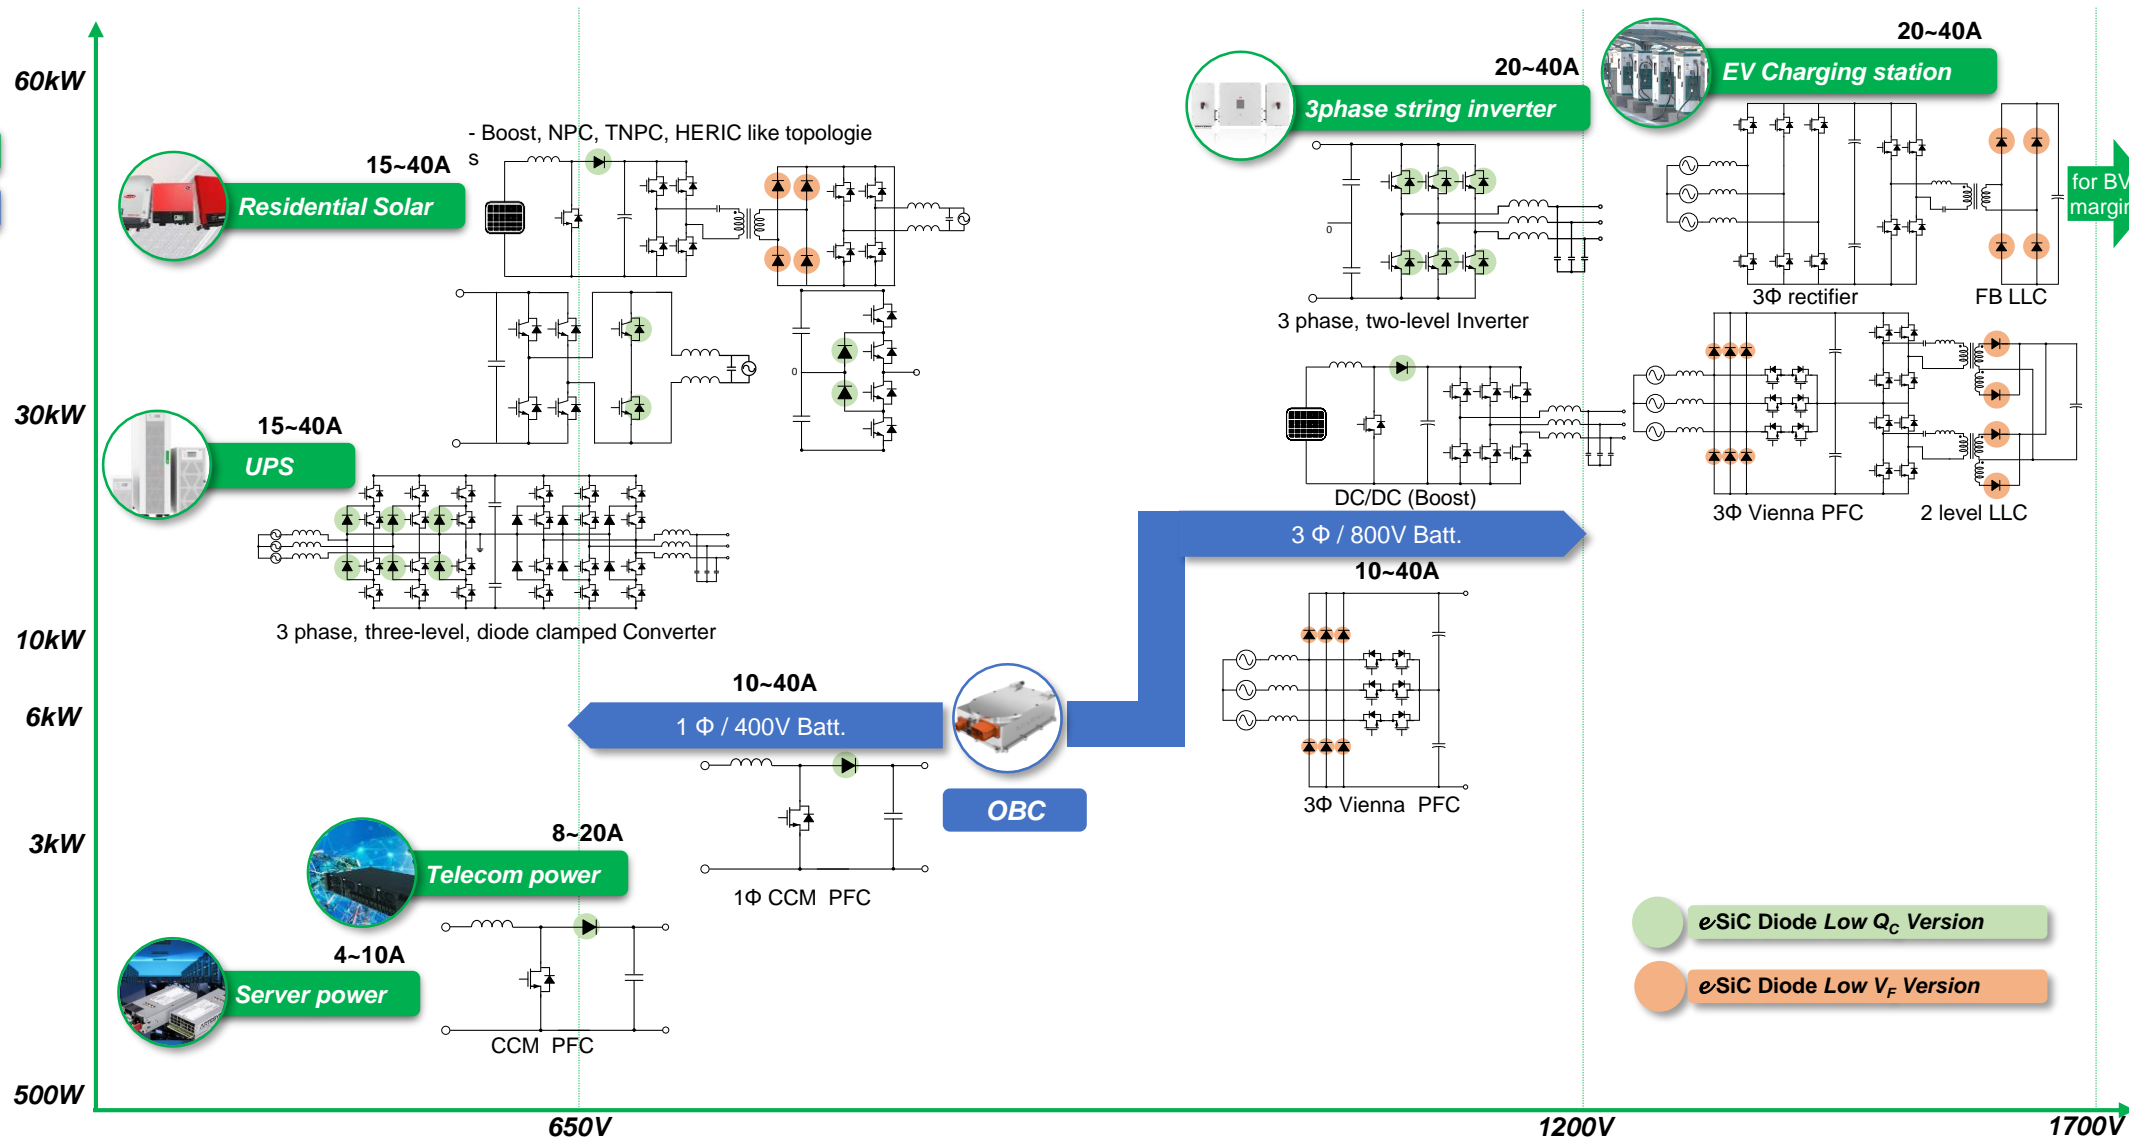 60kW
30kW
10kW
6kW
3kW
500W
650V
1200V
1700V
15~40A
Residential Solar
- Boost, NPC, TNPC, HERIC like topologie
s
0
15~40A
UPS
3 phase, three-level, diode clamped Converter
10~40A
1 Φ / 400V Batt.
1Φ CCM PFC
OBC
8~20A
Telecom power
4~10A
Server power
CCM PFC
20~40A
3phase string inverter
0
3 phase, two-level Inverter
DC/DC (Boost)
3 Φ / 800V Batt.
10~40A
3Φ Vienna PFC
20~40A
EV Charging station
3Φ rectifier
FB LLC
3Φ Vienna PFC
2 level LLC
for BV
margin
eSiC Diode Low QC Version
eSiC Diode Low VF Version